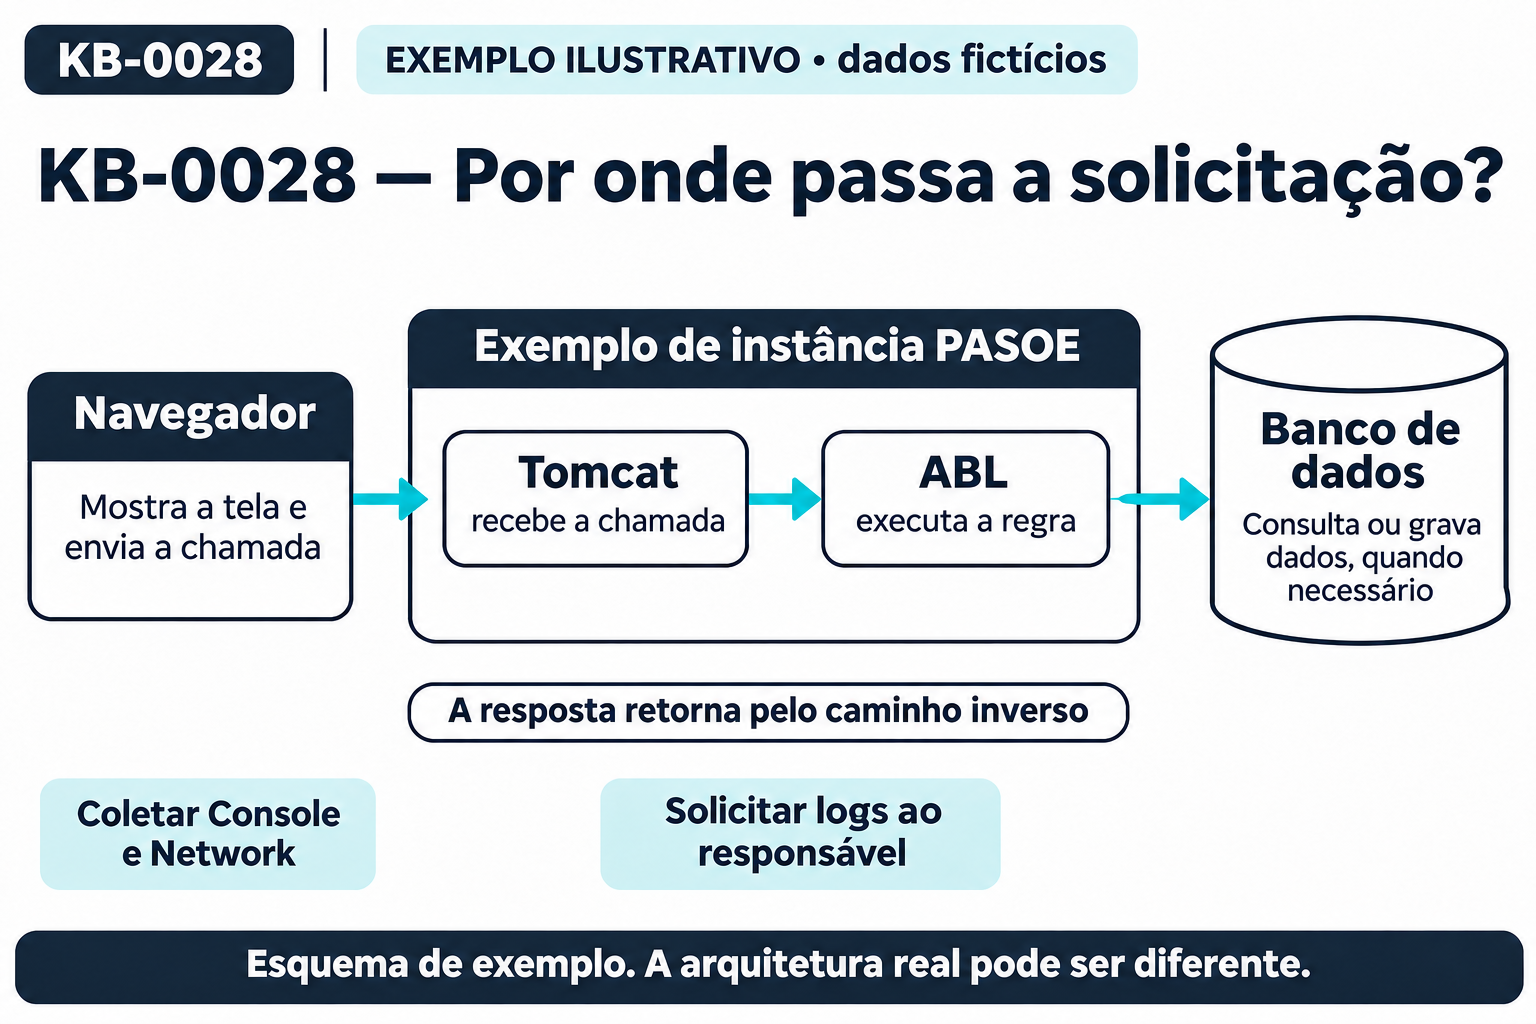 KB-0028
EXEMPLO ILUSTRATIVO • dados fictícios
KB-0028 — Por onde passa a solicitação?
Navegador
Mostra a tela e
envia a chamada
Exemplo de instância PASOE
Tomcat
recebe a chamada
ABL
executa a regra
Banco de
dados
Consulta ou grava
dados, quando
necessário
A resposta retorna pelo caminho inverso
Coletar Console
e Network
Solicitar logs ao
responsável
Esquema de exemplo. A arquitetura real pode ser diferente.